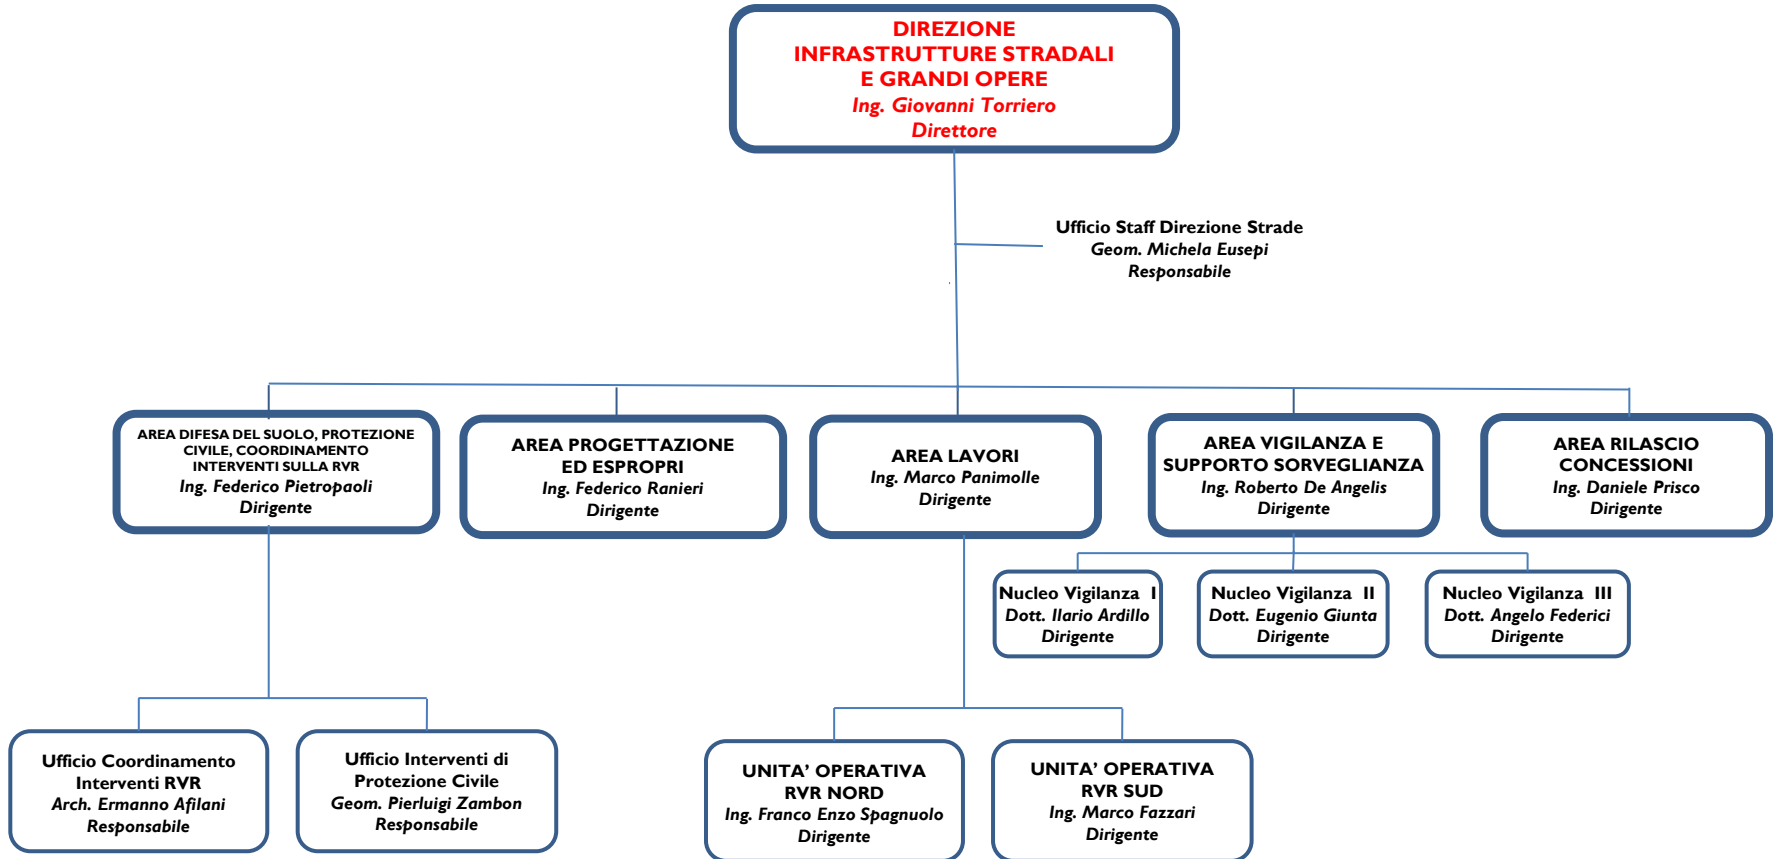 DIREZIONE
INFRASTRUTTURE STRADALI
E GRANDI OPERE
Ing. Giovanni Torriero
Direttore
Ufficio Staff Direzione Strade
Geom. Michela Eusepi
Responsabile
AREA DIFESA DEL SUOLO, PROTEZIONE
CIVILE, COORDINAMENTO
INTERVENTI SULLA RVR
Ing. Federico Pietropaoli
Dirigente
AREA PROGETTAZIONE
ED ESPROPRI
Ing. Federico Ranieri
Dirigente
AREA LAVORI
Ing. Marco Panimolle
Dirigente
AREA VIGILANZA E
SUPPORTO SORVEGLIANZA
Ing. Roberto De Angelis
Dirigente
AREA RILASCIO
CONCESSIONI
Ing. Daniele Prisco
Dirigente
Nucleo Vigilanza  I
Dott. Ilario Ardillo
Dirigente
Nucleo Vigilanza  II
Dott. Eugenio Giunta
Dirigente
Nucleo Vigilanza  III
Dott. Angelo Federici
Dirigente
Ufficio Coordinamento
Interventi RVR
Arch. Ermanno Afilani
Responsabile
Ufficio Interventi di
Protezione Civile
Geom. Pierluigi Zambon
Responsabile
UNITA’ OPERATIVA
RVR NORD
Ing. Franco Enzo Spagnuolo
Dirigente
UNITA’ OPERATIVA
RVR SUD
Ing. Marco Fazzari
Dirigente